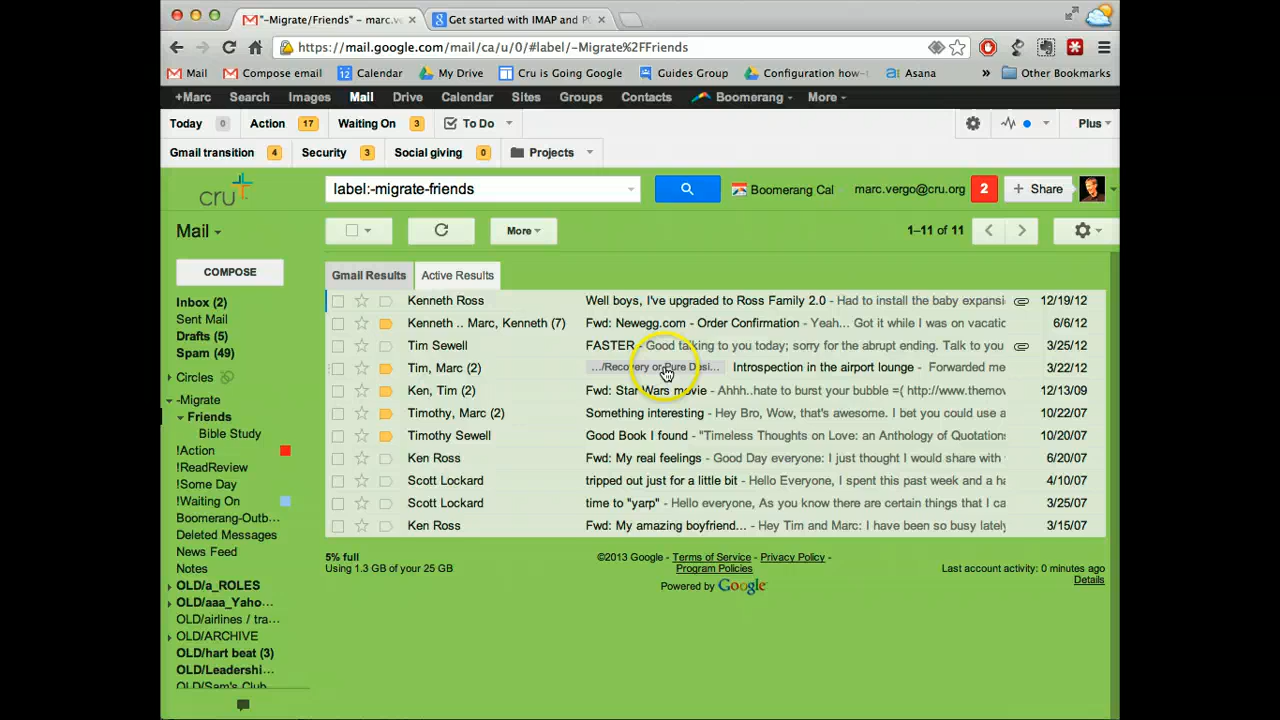 "-Migrate/Friends" – marc.v
Get started with IMAP and P
https://mail.google.com/mail/ca/u/0/#label/-Migrate%2FFriends
Mail Compose email 12 Calendar My Drive Cru is Going Google Guides Group Configuration how-t Asana » Other Bookmarks
+Marc Search Images Mail Drive Calendar Sites Groups Contacts Boomerang More
Today 0 Action 17 Waiting On 3 To Do Plus
Gmail transition 4 Security 3 Social giving 0 Projects
cru label:-migrate-friends Boomerang Cal marc.vergo@cru.org 2 + Share
Mail More 1–11 of 11
COMPOSE
Inbox (2)
Sent Mail
Drafts (5)
Spam (49)
Circles
-Migrate
Friends
Bible Study
!Action
!ReadReview
!Some Day
!Waiting On
Boomerang-Outb...
Deleted Messages
News Feed
Notes
OLD/a_ROLES
OLD/aaa_Yaho...
OLD/airlines / tra...
OLD/ARCHIVE
OLD/hart beat (3)
OLD/Leadershi...
OLD/Sam's Club
Gmail Results Active Results
Kenneth Ross Well boys, I've upgraded to Ross Family 2.0 - Had to install the baby expansi 12/19/12
Kenneth .. Marc, Kenneth (7) Fwd: Newegg.com - Order Confirmation - Yeah... Got it while I was on vacatic 6/6/12
Tim Sewell FASTER - Good talking to you today; sorry for the abrupt ending. Talk to you 3/25/12
Tim, Marc (2) .../Recovery or Pure Desi... Introspection in the airport lounge - Forwarded me 3/22/12
Ken, Tim (2) Fwd: Star Wars movie - Ahhh..hate to burst your bubble =( http://www.themov 12/13/09
Timothy, Marc (2) Something interesting - Hey Bro, Wow, that's awesome. I bet you could use a 10/22/07
Timothy Sewell Good Book I found - "Timeless Thoughts on Love: an Anthology of Quotations 10/20/07
Ken Ross Fwd: My real feelings - Good Day everyone: I just thought I would share with 6/20/07
Scott Lockard tripped out just for a little bit - Hello Everyone, I spent this past week and a ha 4/10/07
Scott Lockard time to "yarp" - Hello everyone, As you know there are certain things that I ca 3/25/07
Ken Ross Fwd: My amazing boyfriend... - Hey Tim and Marc: I have been so busy lately 3/15/07
5% full
Using 1.3 GB of your 25 GB
©2013 Google - Terms of Service - Privacy Policy -
Program Policies
Powered by Google
Last account activity: 0 minutes ago
Details